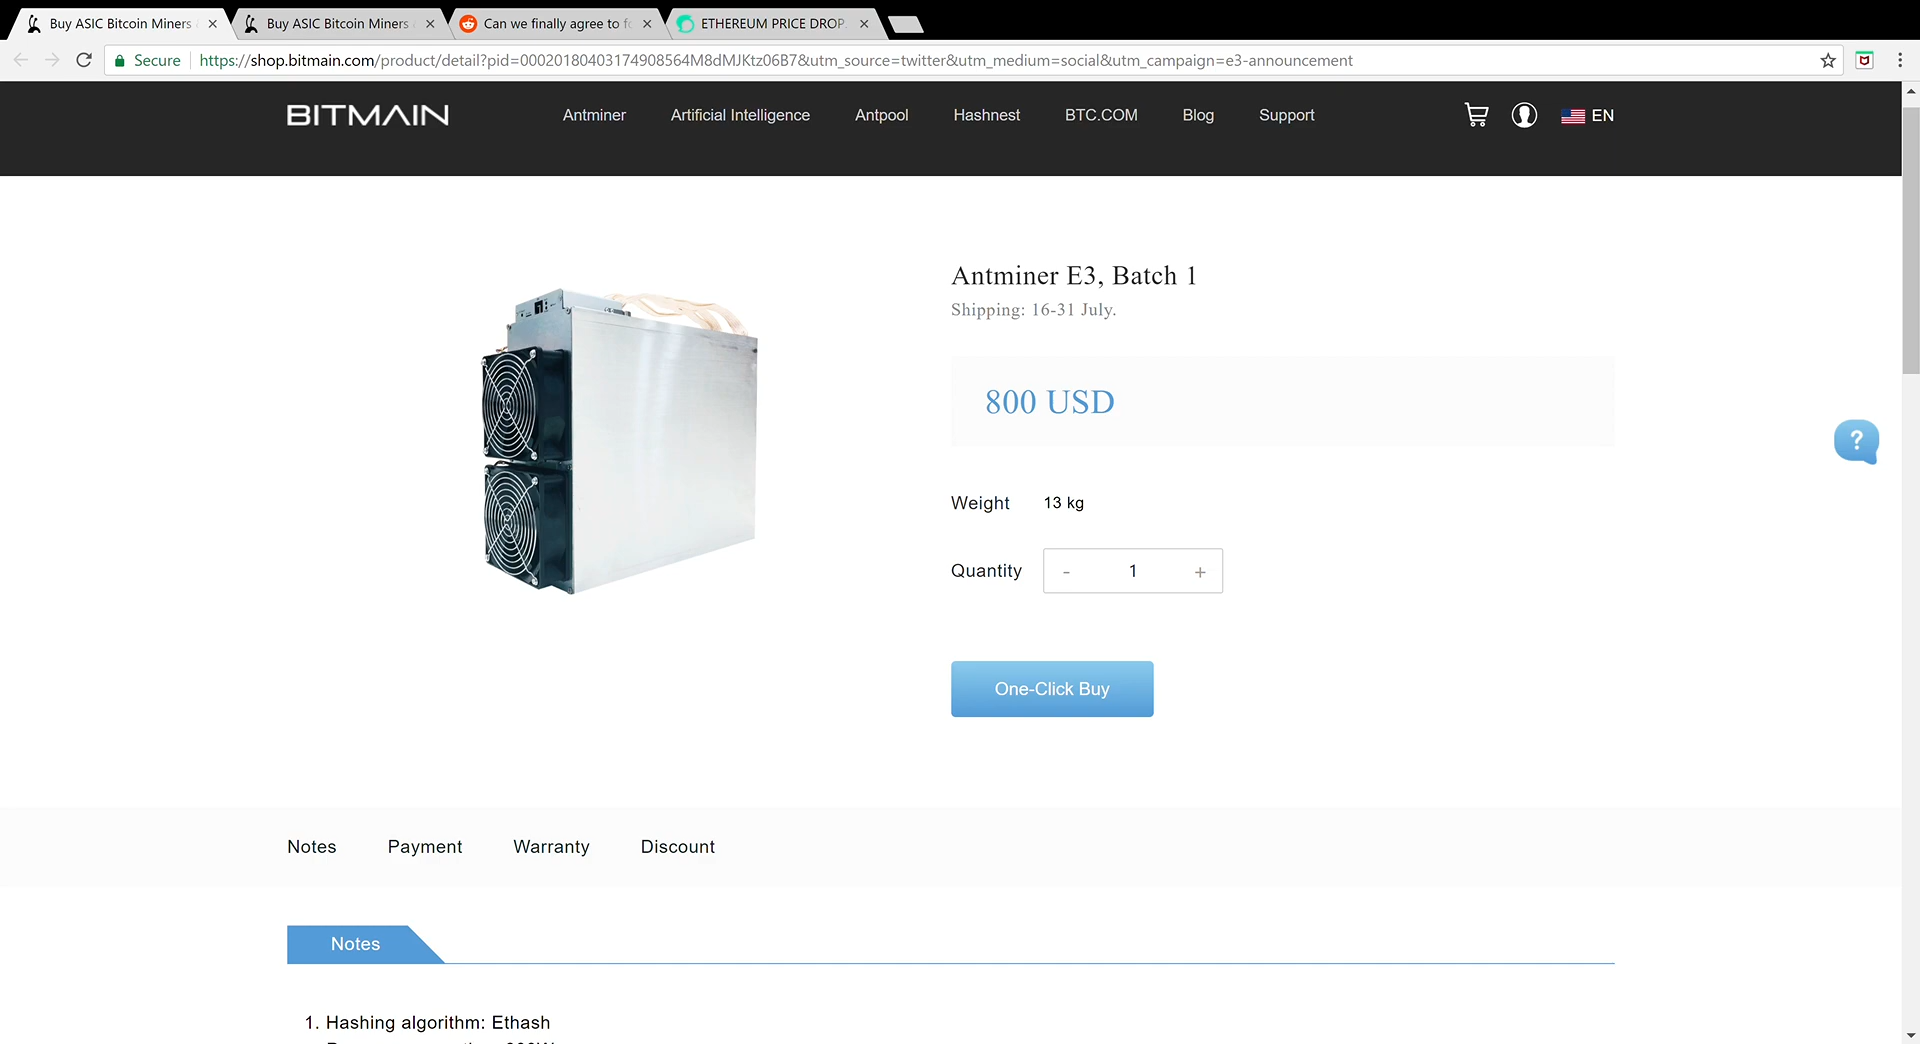 Buy ASIC Bitcoin Miners
Buy ASIC Bitcoin Miners
Can we finally agree to fo
ETHEREUM PRICE DROP
Secure
https://shop.bitmain.com/product/detail?pid=00020180403174908564M8dMJKtz06B7&utm_source=twitter&utm_medium=social&utm_campaign=e3-announcement
BITMAIN
Antminer
Artificial Intelligence
Antpool
Hashnest
BTC.COM
Blog
Support
EN
Antminer E3, Batch 1
Shipping: 16-31 July.
800 USD
?
Weight 13 kg
Quantity - 1 +
One-Click Buy
Notes
Payment
Warranty
Discount
Notes
1. Hashing algorithm: Ethash